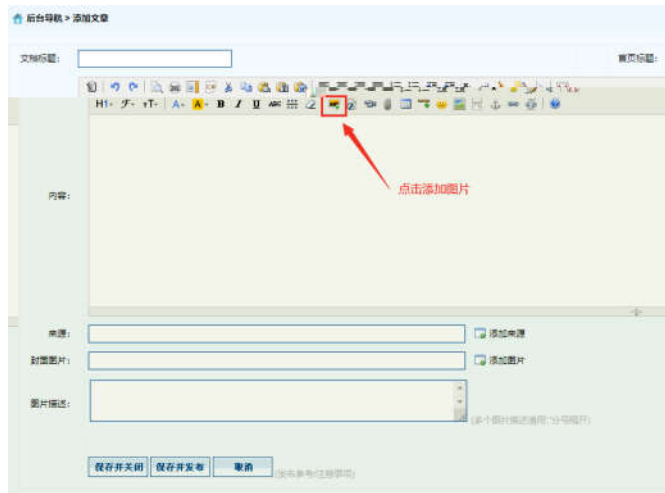 后台导航 > 添加文章
文档标题:
首页标题:
H1
T
A
A
B I U ABC
点击添加图片
内容:
来源:
添加来源
封面图片:
添加图片
图片描述:
(多个图片描述请用";"分号隔开)
保存并关闭
保存并发布
取消
(发布参考注意事项)